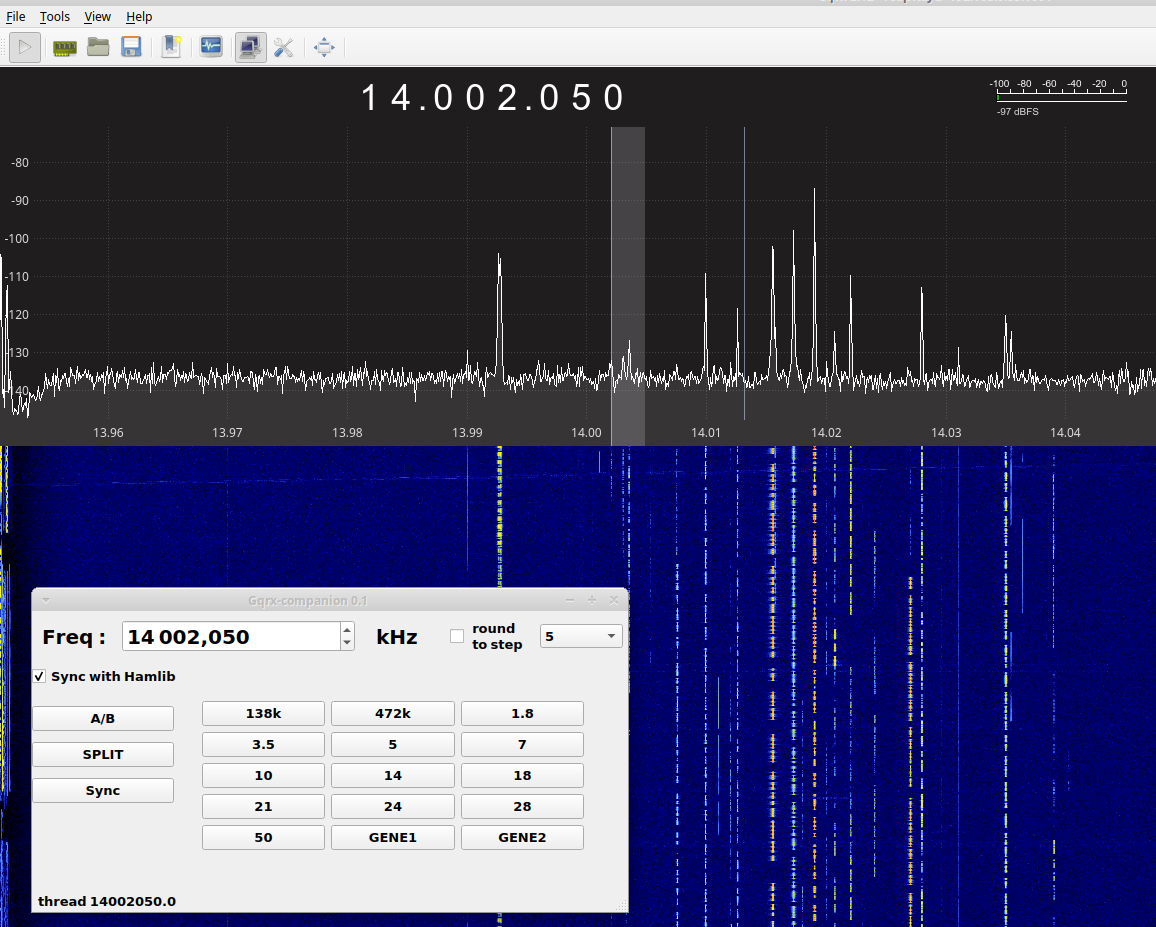 File Tools View Help
14.002.050
-100 -80 -60 -40 -20 0
-97 dBFS
-80
-90
-100
-110
-120
-130
-140
13.96 13.97 13.98 13.99 14.00 14.01 14.02 14.03 14.04
Gqrx-companion 0.1
Freq : 14 002,050 kHz
round
to step
5
Sync with Hamlib
A/B
SPLIT
Sync
138k 472k 1.8
3.5 5 7
10 14 18
21 24 28
50 GENE1 GENE2
thread 14002050.0